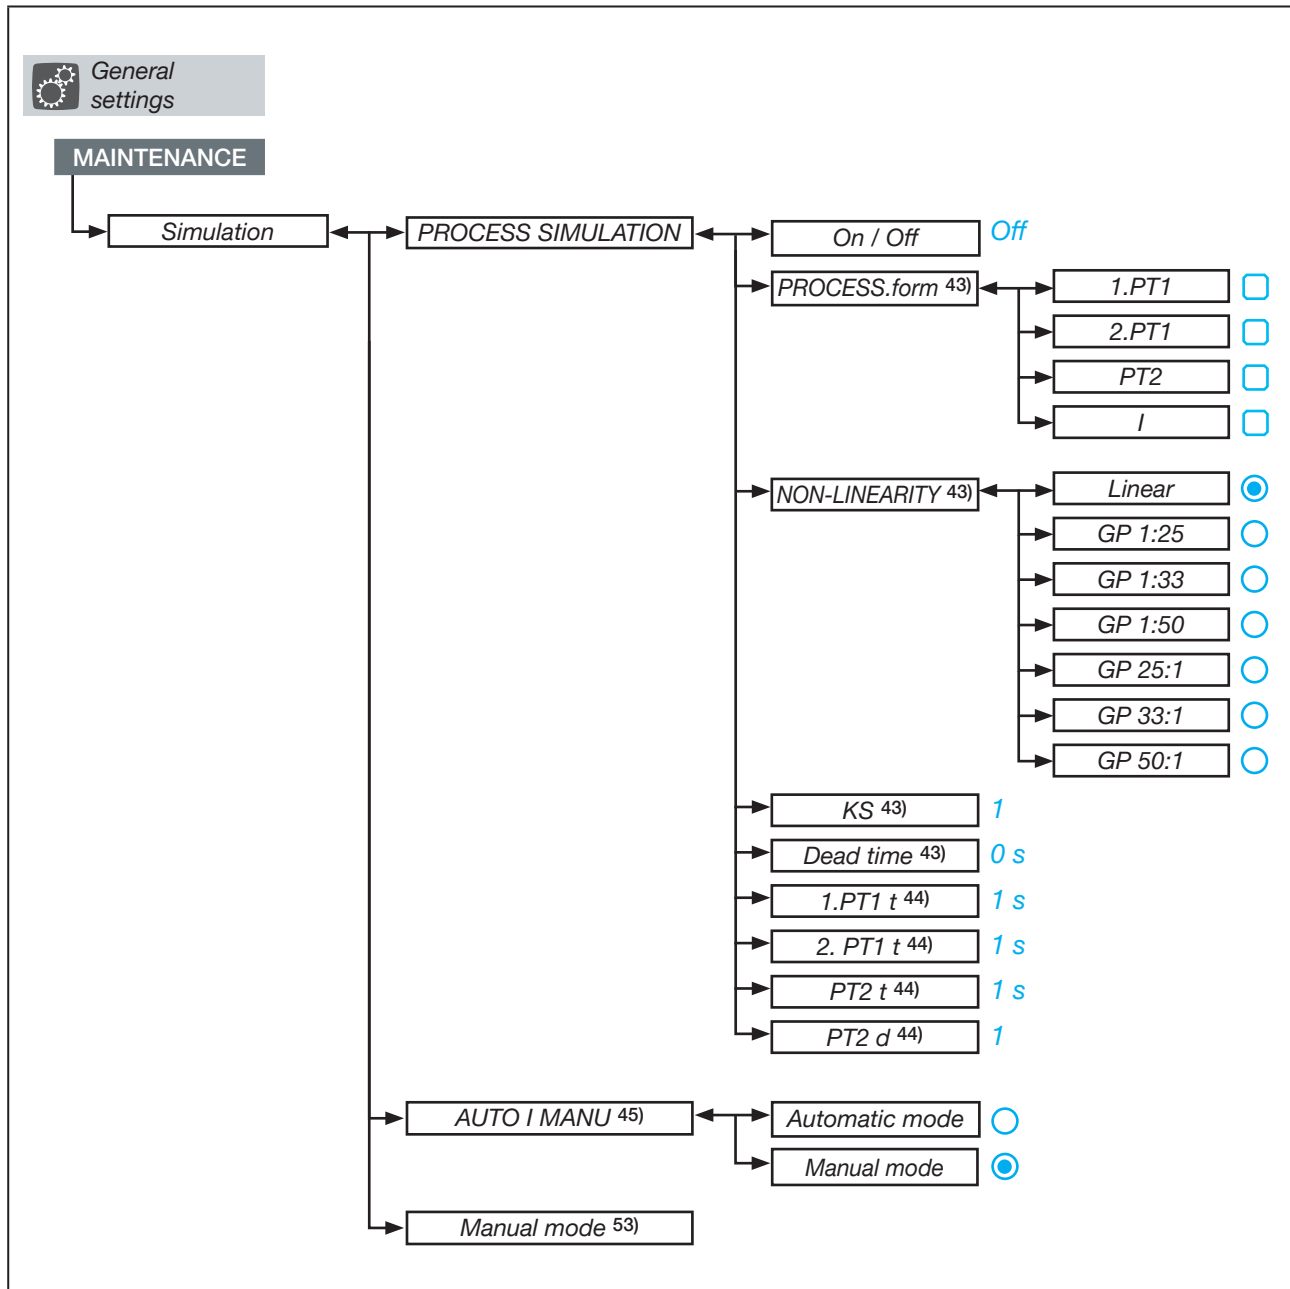 General
settings
MAINTENANCE
Simulation
PROCESS SIMULATION
On / Off
Off
PROCESS.form 43)
1.PT1
2.PT1
PT2
I
NON-LINEARITY 43)
Linear
GP 1:25
GP 1:33
GP 1:50
GP 25:1
GP 33:1
GP 50:1
KS 43)
1
Dead time 43)
0 s
1.PT1 t 44)
1 s
2. PT1 t 44)
1 s
PT2 t 44)
1 s
PT2 d 44)
1
AUTO I MANU 45)
Automatic mode
Manual mode
Manual mode 53)